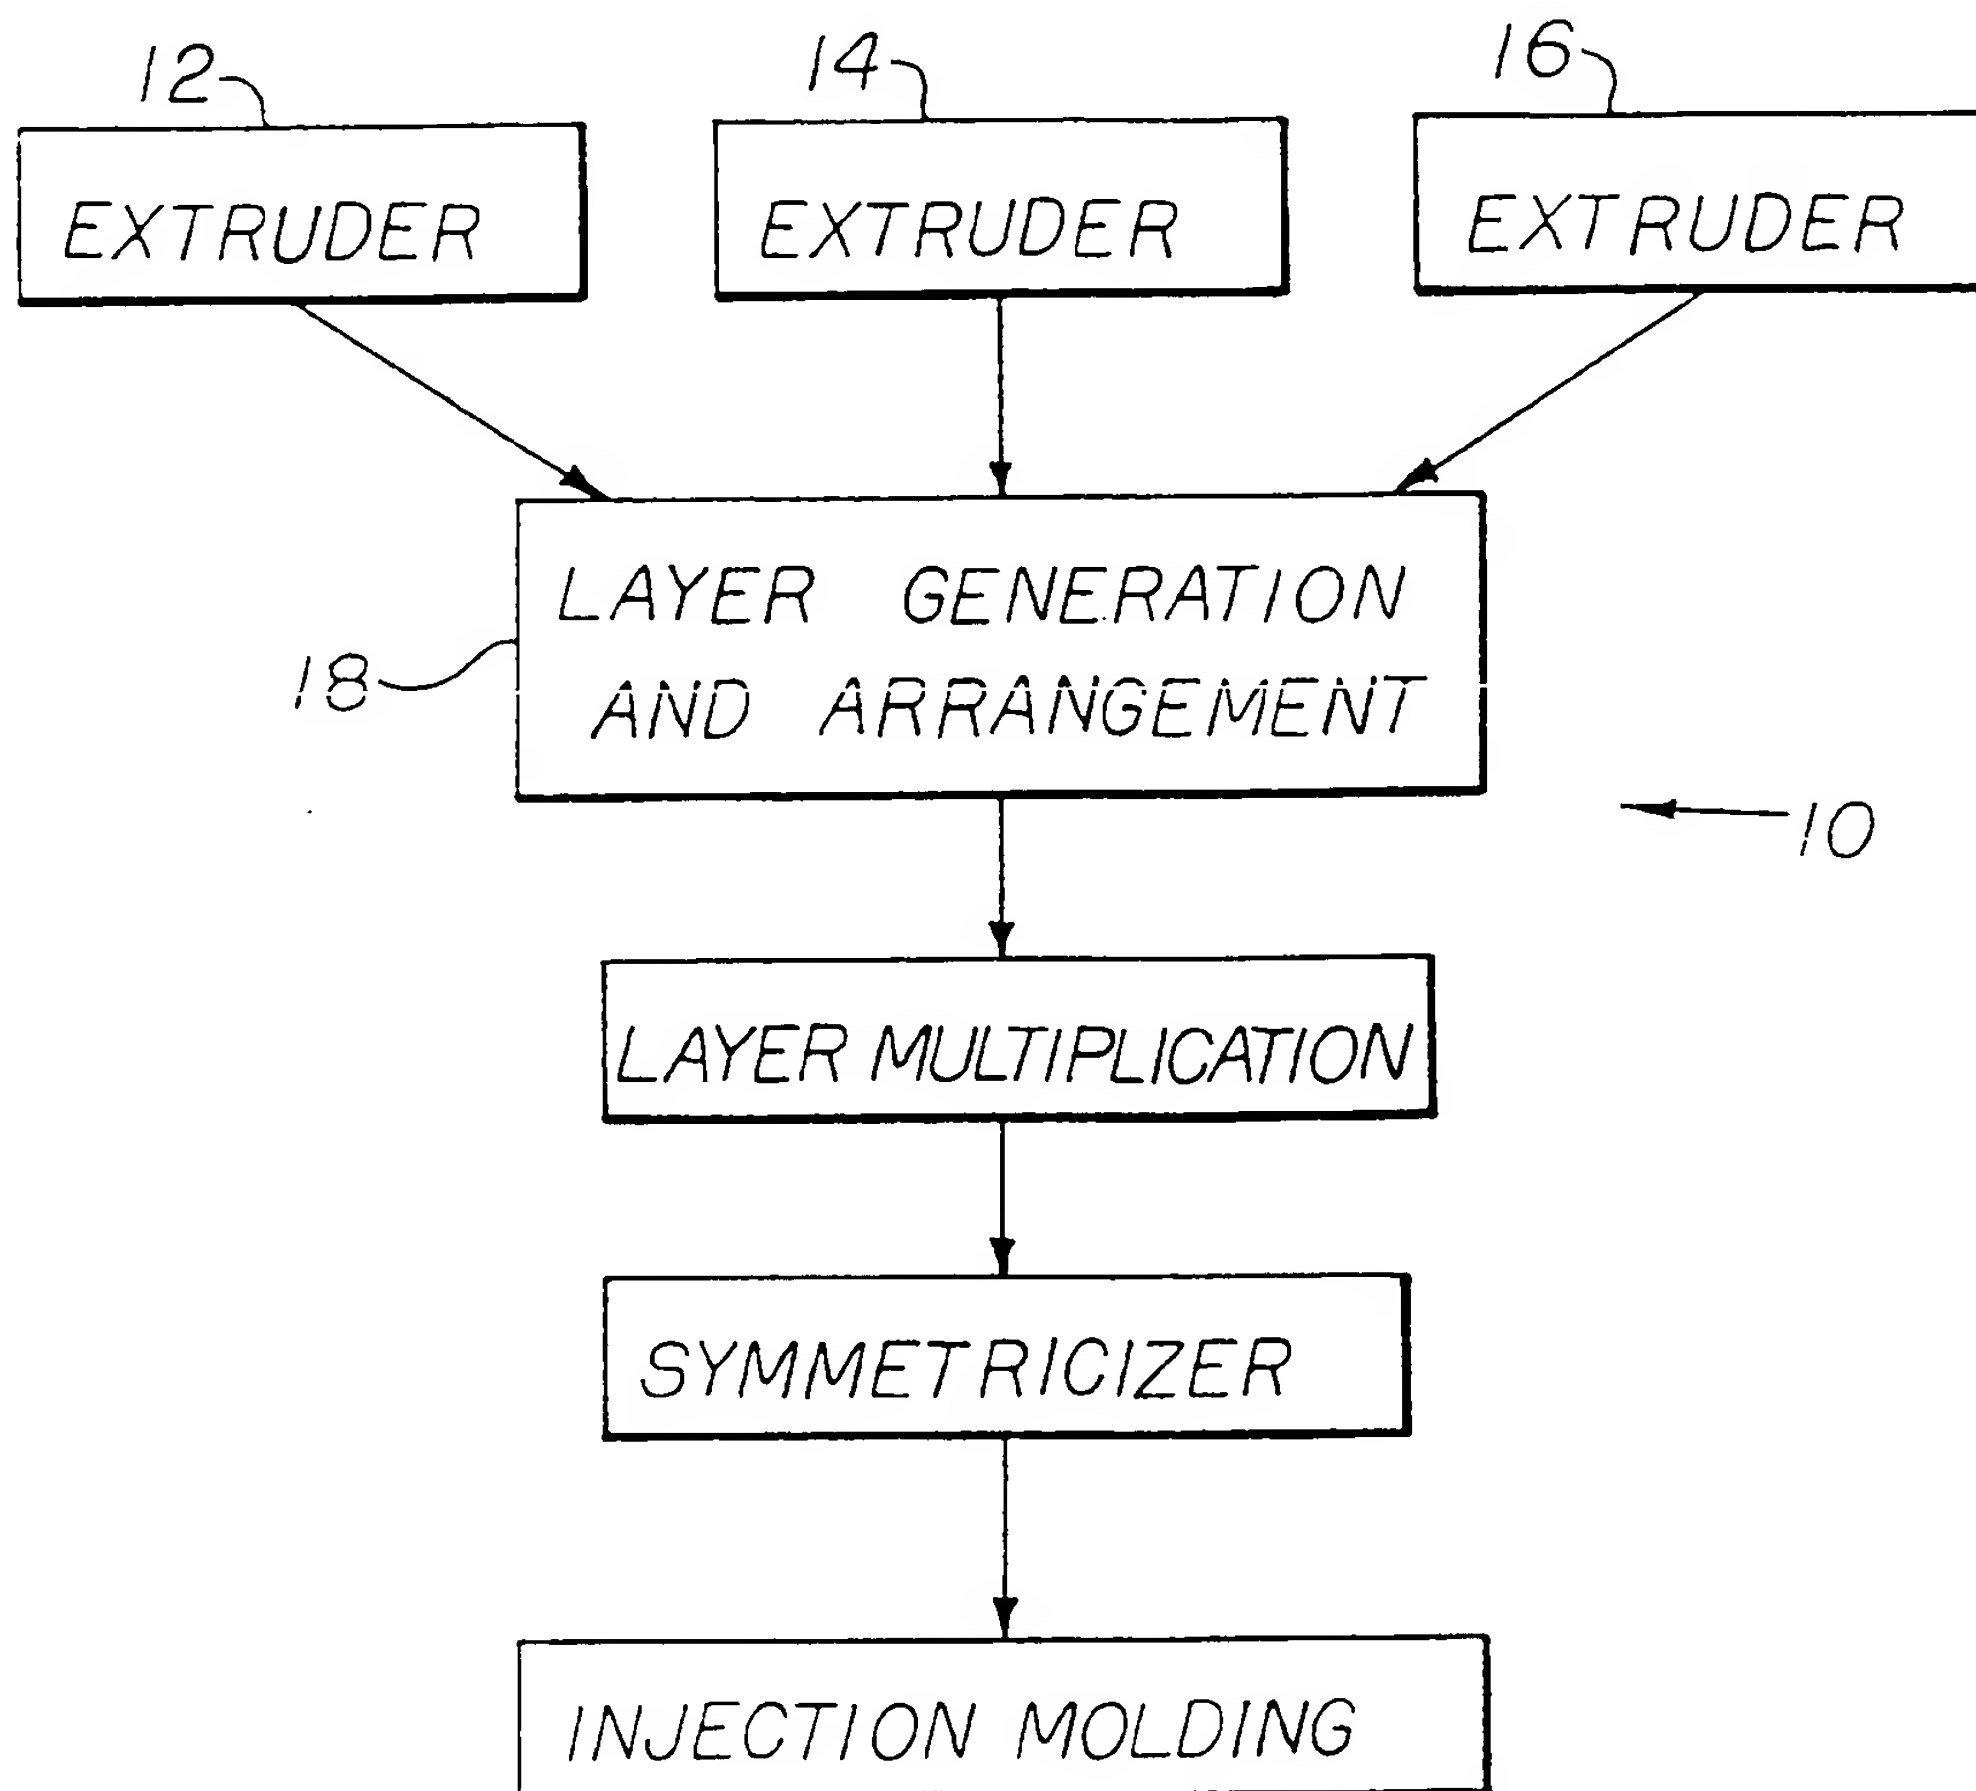 12
14
16
EXTRUDER
EXTRUDER
EXTRUDER
LAYER GENERATION
18
AND ARRANGEMENT
10
LAYER MULTIPLICATION
SYMMETRICIZER
INJECTION MOLDING